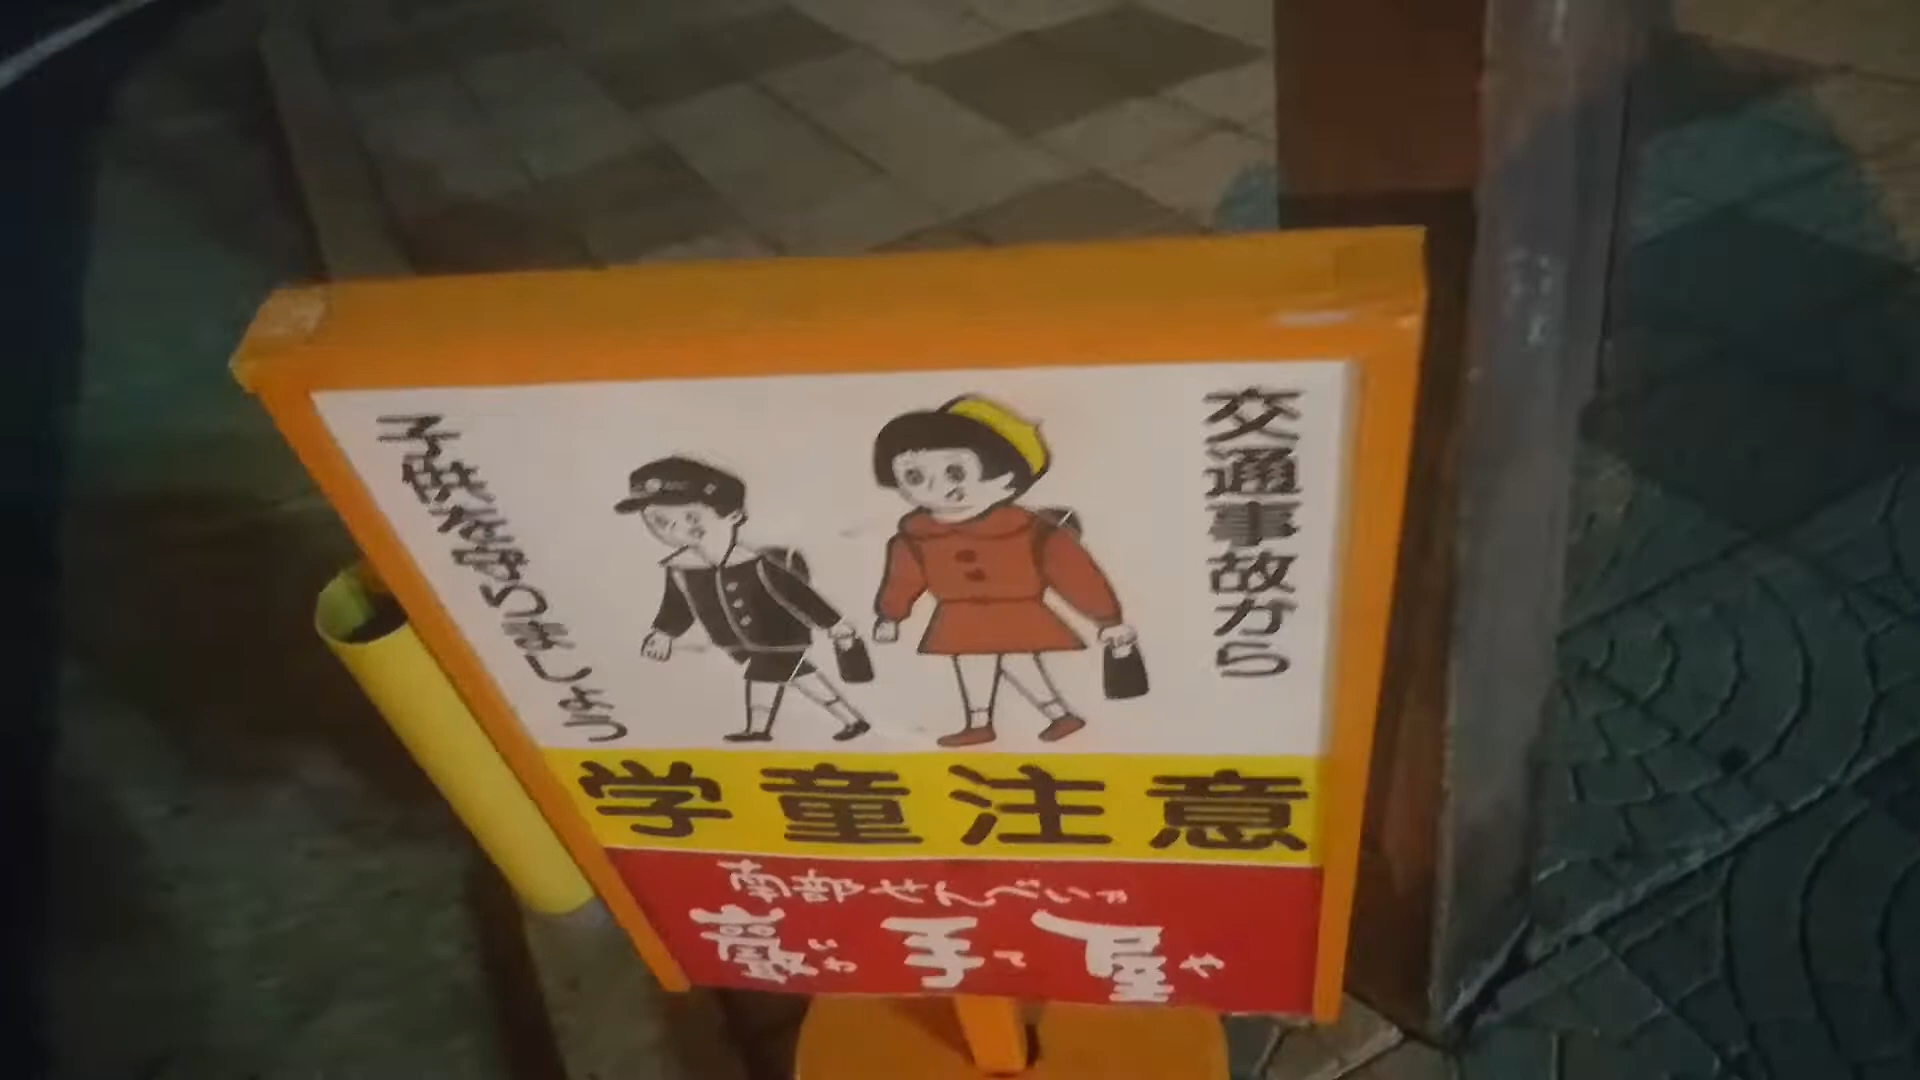 交通事故から
子供を守りましょう
学童注意
南部せんべい
手
屋
や